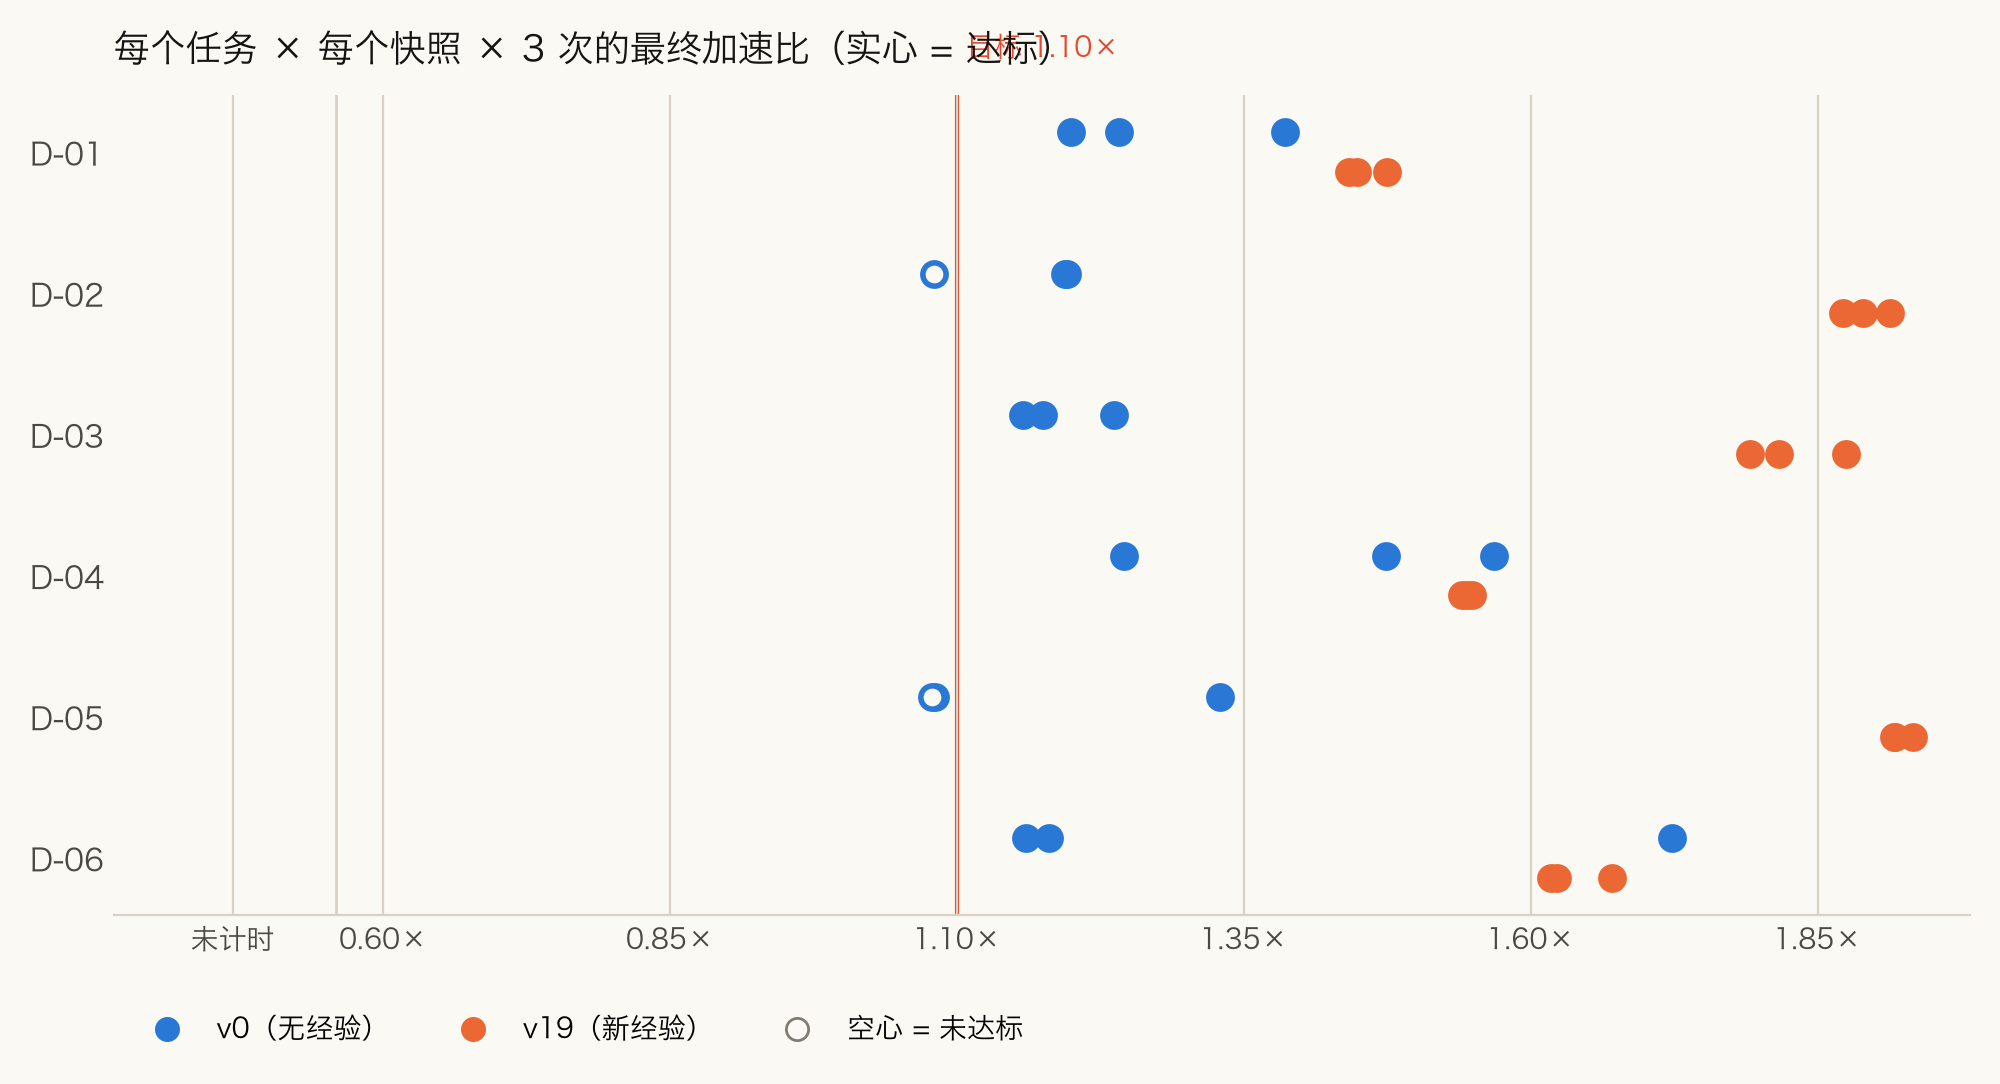 每个任务 × 每个快照 × 3 次的最终加速比（实心 = 达标）
目标 1.10×
D-01
D-02
D-03
D-04
D-05
D-06
未计时 0.60× 0.85× 1.10× 1.35× 1.60× 1.85×
v0（无经验） v19（新经验） 空心 = 未达标